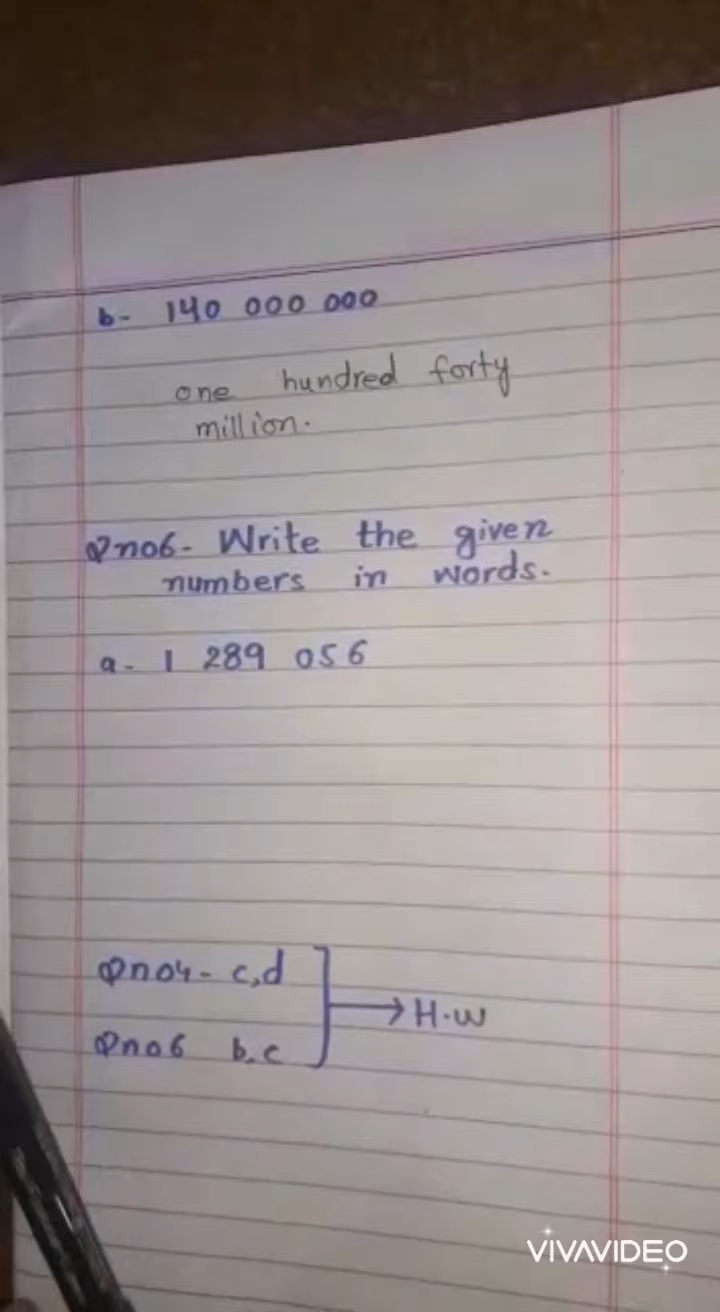 b- 140 000 000
one hundred forty
million.
Qno6- Write the given
numbers in words.
a- 1 289 056
Qno4- c,d
→ H.W
Qno6 b,c
VIVAVIDEO